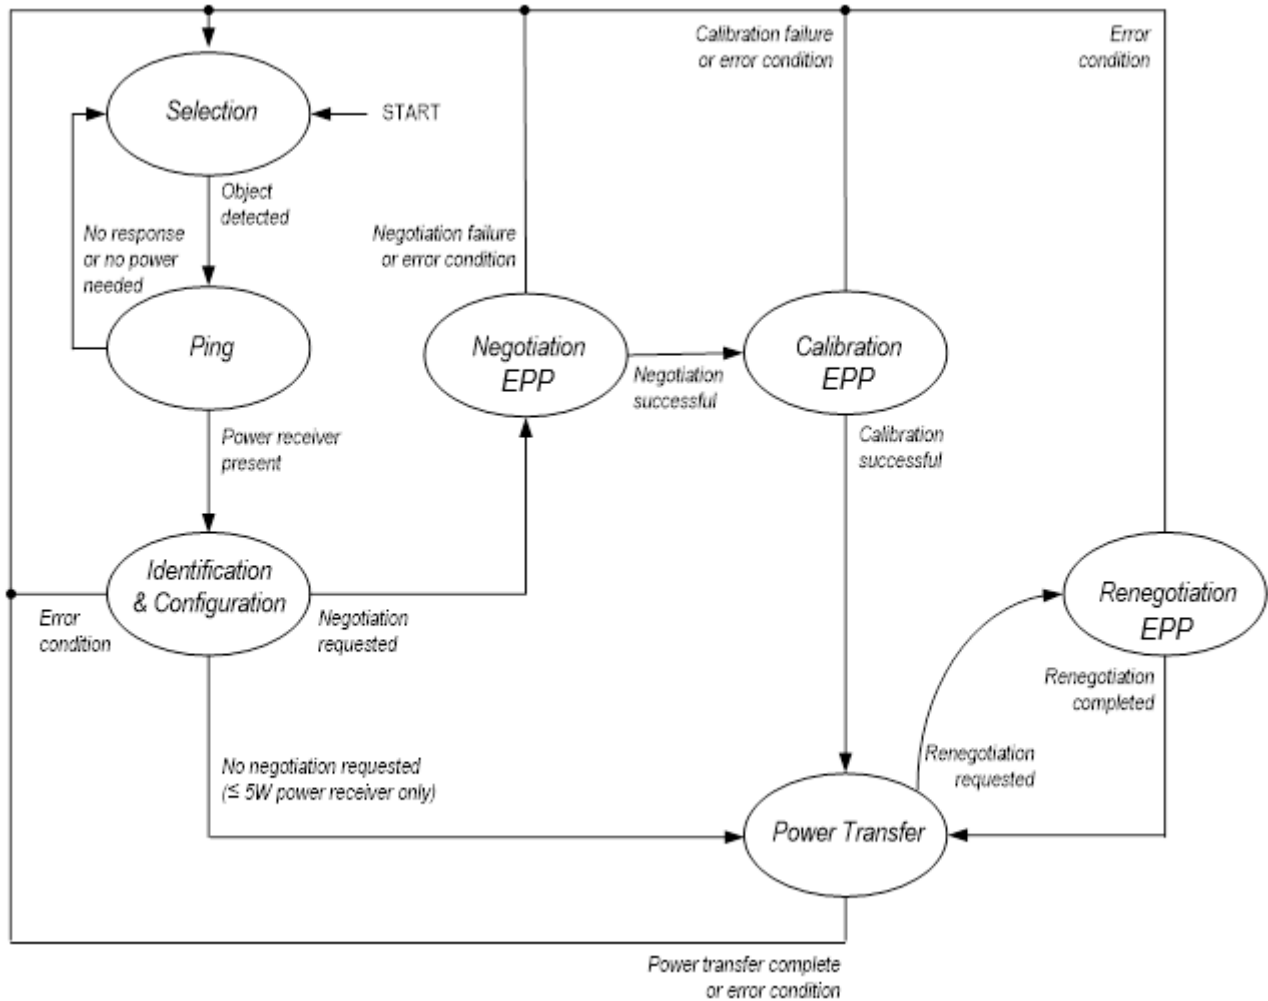 Calibration failure
or error condition
Error
condition
Selection
START
Object
detected
No response
or no power
needed
Negotiation failure
or error condition
Ping
Negotiation
EPP
Calibration
EPP
Negotiation
successful
Power receiver
present
Calibration
successful
Identification
& Configuration
Error
condition
Negotiation
requested
Renegotiation
EPP
Renegotiation
completed
No negotiation requested
(≤ 5W power receiver only)
Renegotiation
requested
Power Transfer
Power transfer complete
or error condition